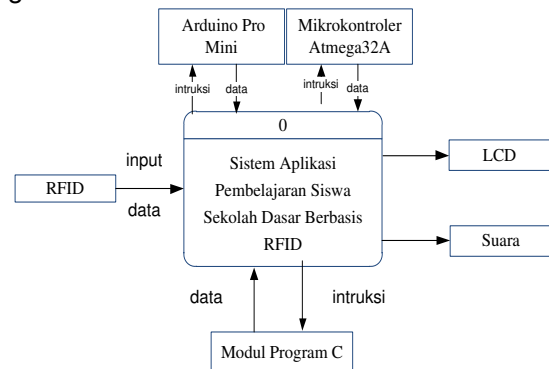 Arduino Pro
Mini
Mikrokontroler
Atmega32A
intruksi
data
intruksi
data
0
Sistem Aplikasi
Pembelajaran Siswa
Sekolah Dasar Berbasis
RFID
input
RFID
data
LCD
Suara
data
intruksi
Modul Program C